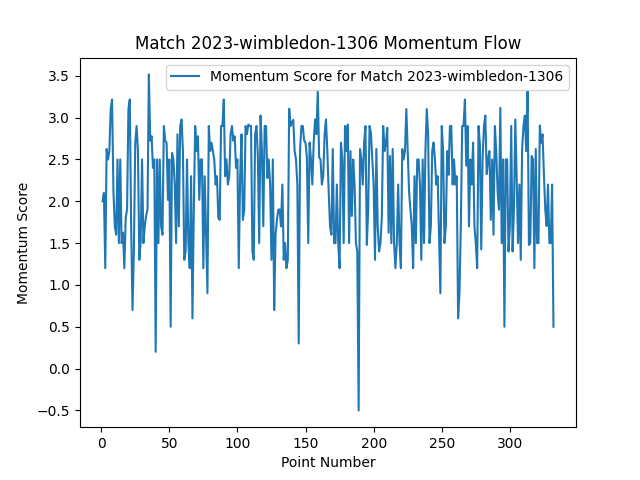 Match 2023-wimbledon-1306 Momentum Flow
Momentum Score for Match 2023-wimbledon-1306
3.5
3.0
2.5
2.0
1.5
1.0
0.5
0.0
−0.5
Momentum Score
0 50 100 150 200 250 300
Point Number